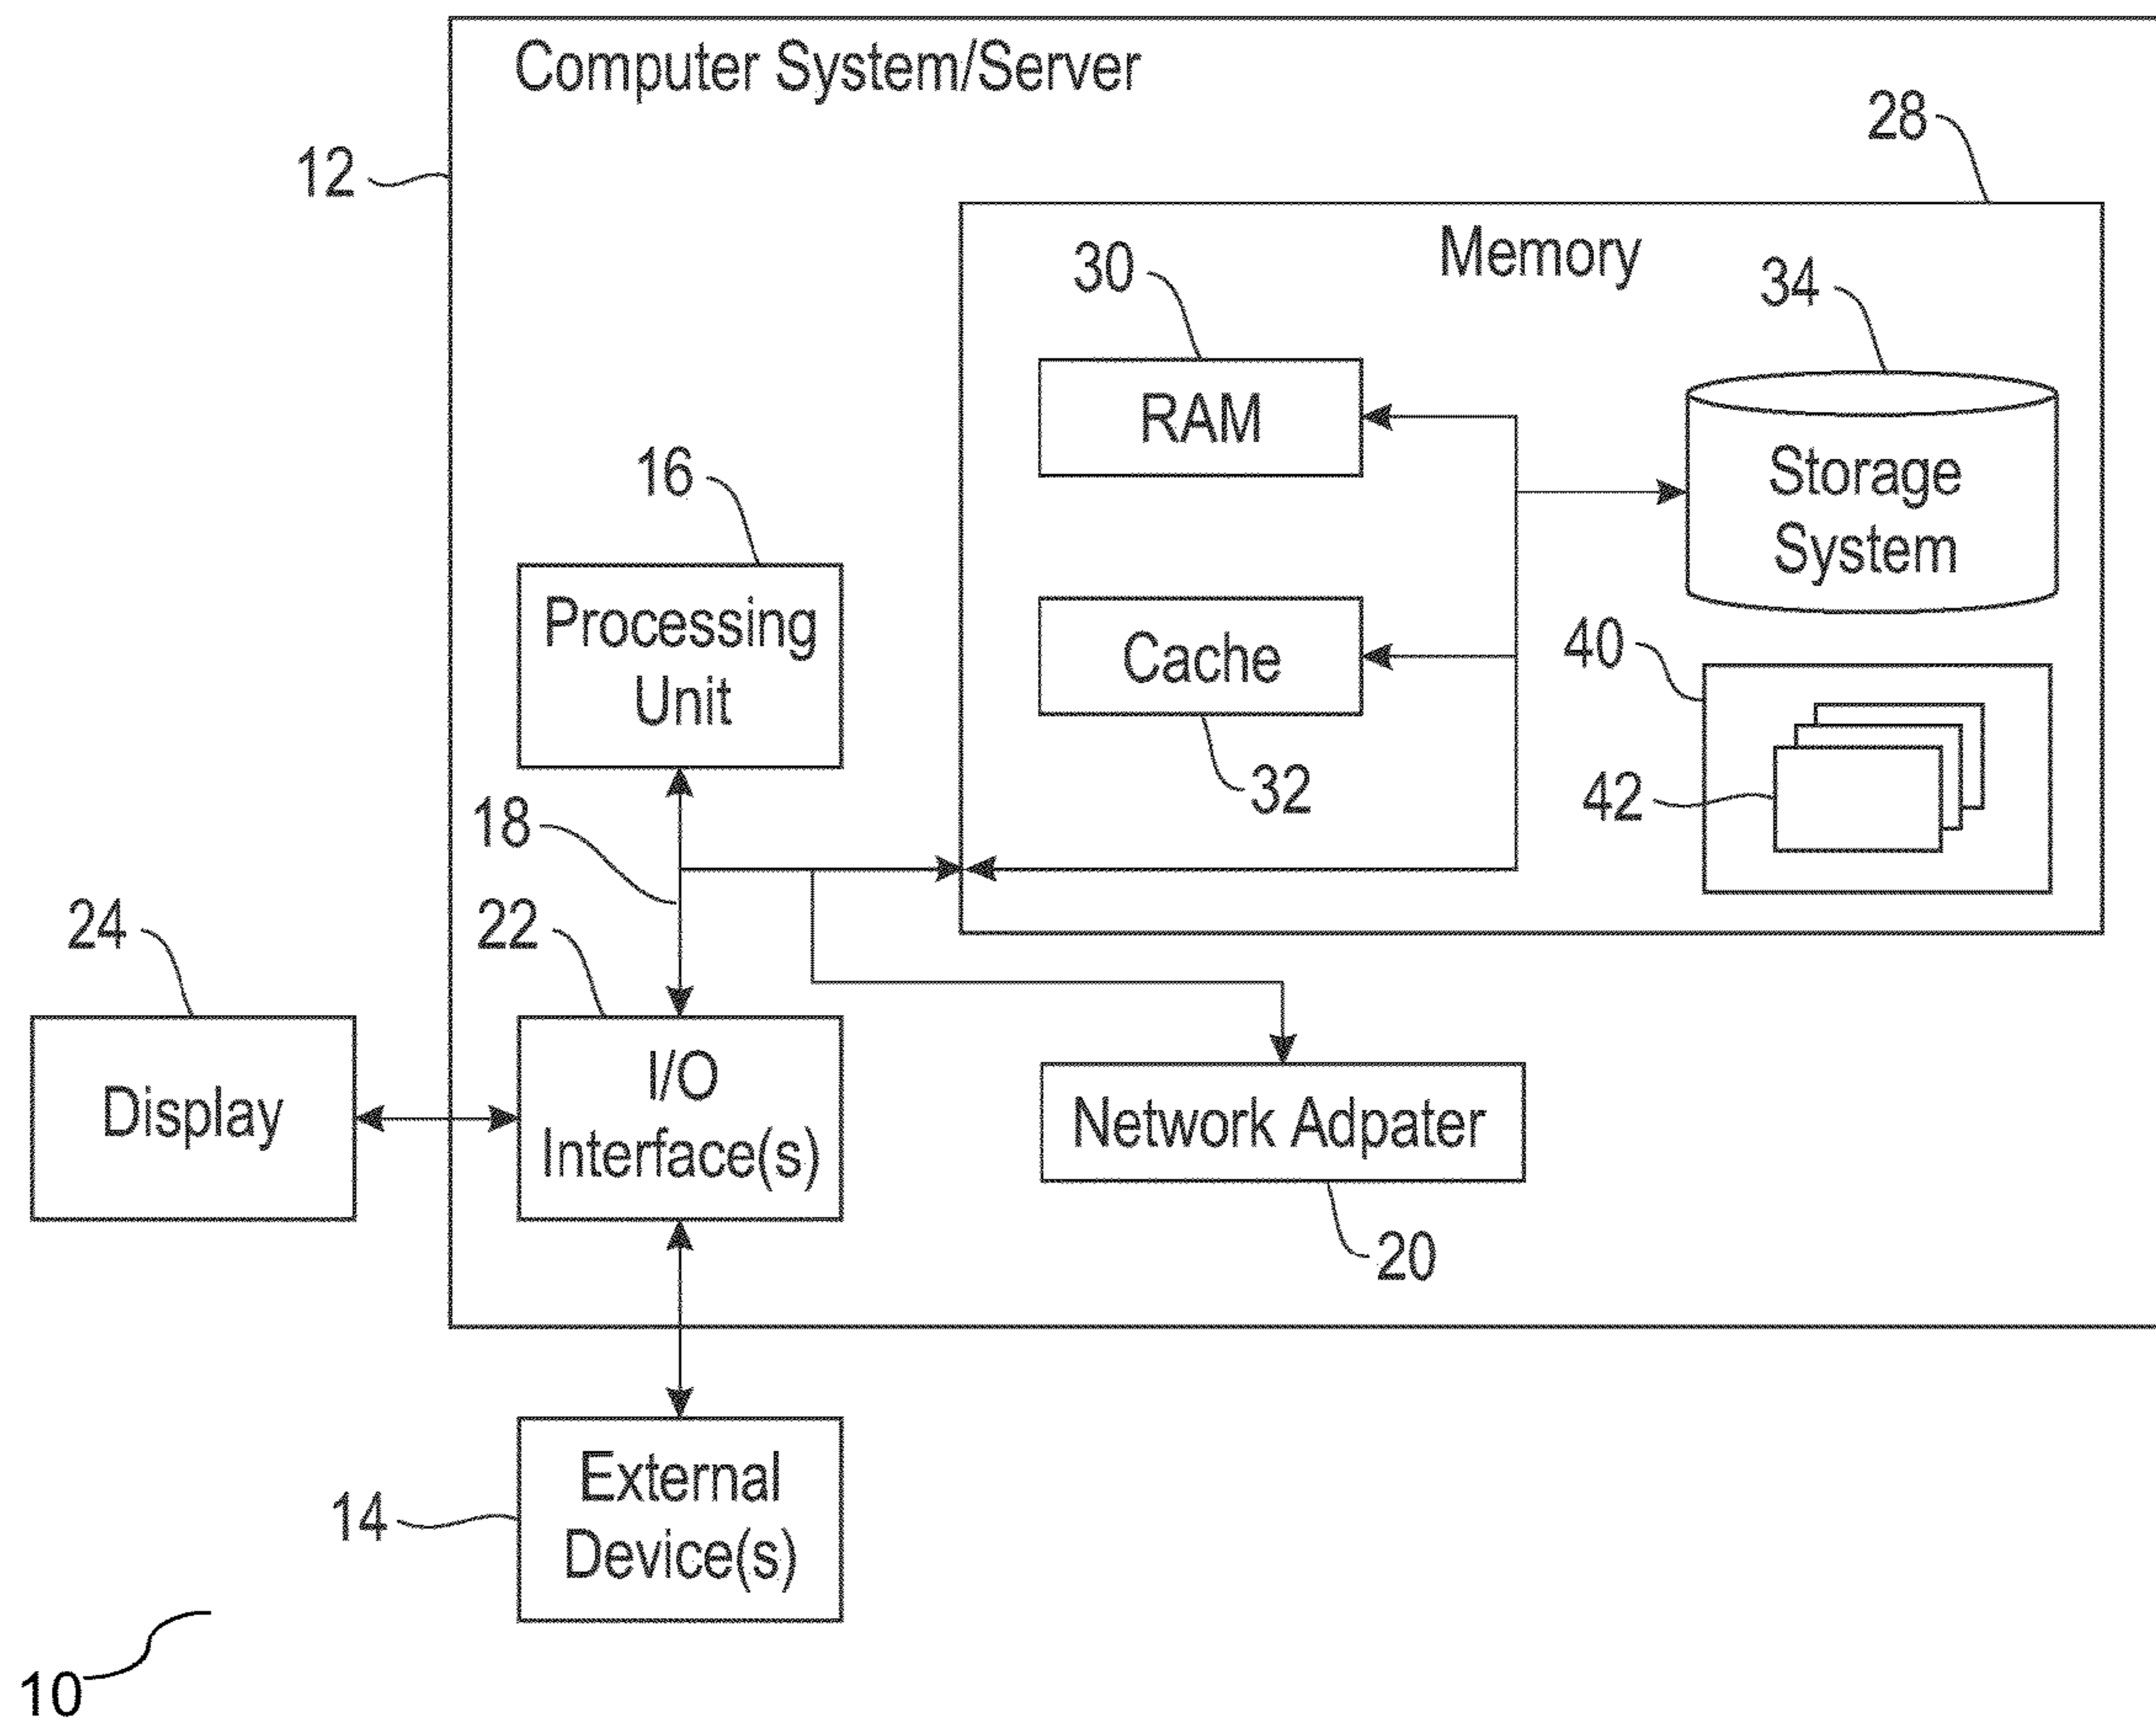 Computer System/Server
28
12
Memory
30
34
RAM
16
Storage
System
Processing
Unit
40
Cache
42
32
18
24
22
I/O
Interface(s)
Display
Network Adpater
20
External
Device(s)
14
10